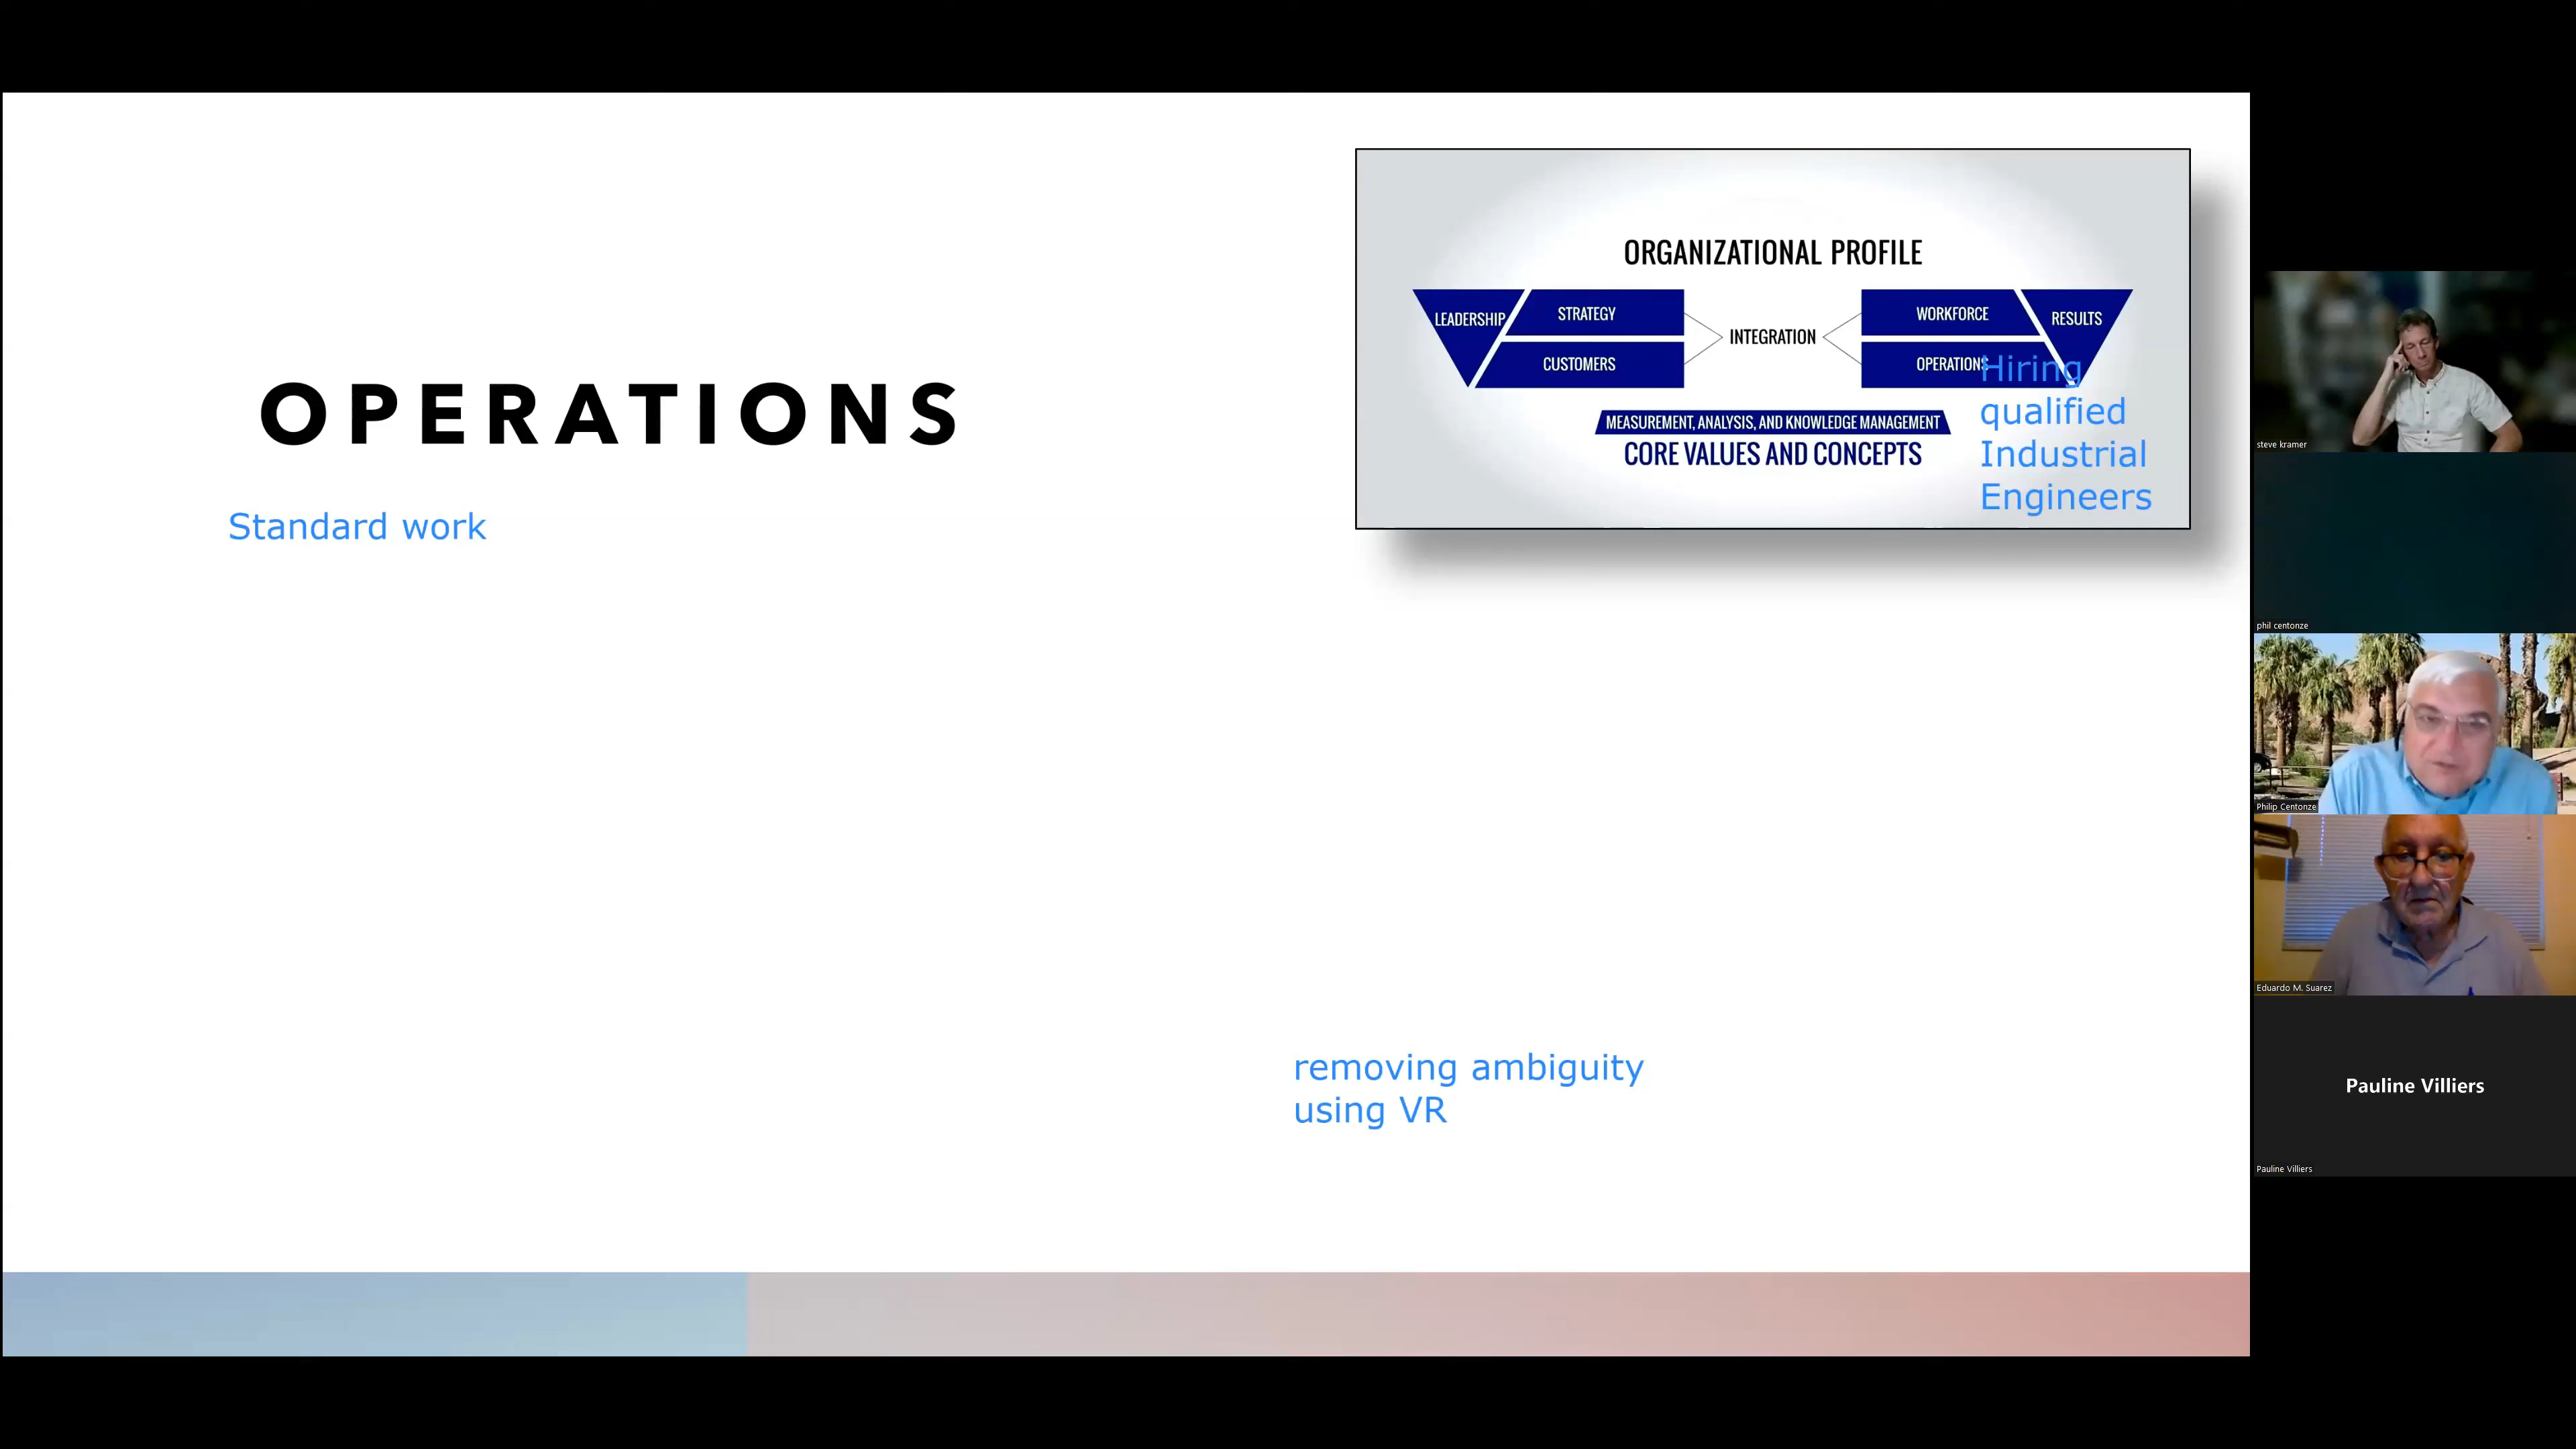 ORGANIZATIONAL PROFILE
LEADERSHIP
STRATEGY
CUSTOMERS
INTEGRATION
WORKFORCE
OPERATIONS
RESULTS
MEASUREMENT, ANALYSIS, AND KNOWLEDGE MANAGEMENT
CORE VALUES AND CONCEPTS
Hiring
qualified
Industrial
Engineers
OPERATIONS
Standard work
removing ambiguity
using VR
steve kramer
phil centonze
Philip Centonze
Eduardo M. Suarez
Pauline Villiers
Pauline Villiers